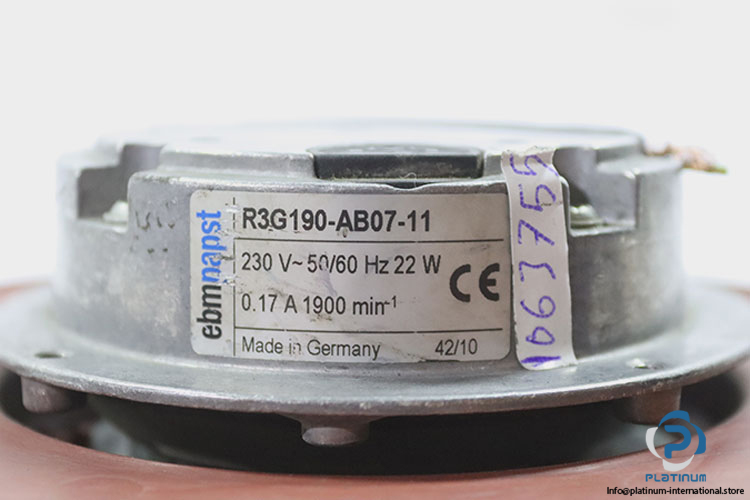 ebmpapst
R3G190-AB07-11
230 V~ 50/60 Hz 22 W
0.17 A 1900 min-1
CE
Made in Germany 42/10
1063755
PLATINUM
Info@platinum-international.store